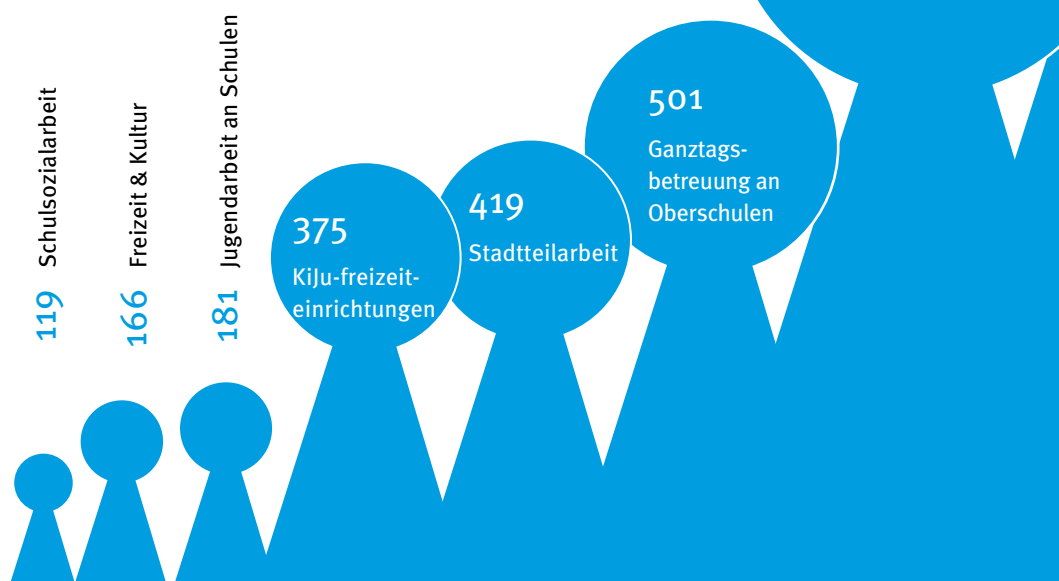 119 Schulsozialarbeit
166 Freizeit & Kultur
181 Jugendarbeit an Schulen
375
KiJu-freizeit-
einrichtungen
419
Stadtteilarbeit
501
Ganztags-
betreuung an
Oberschulen